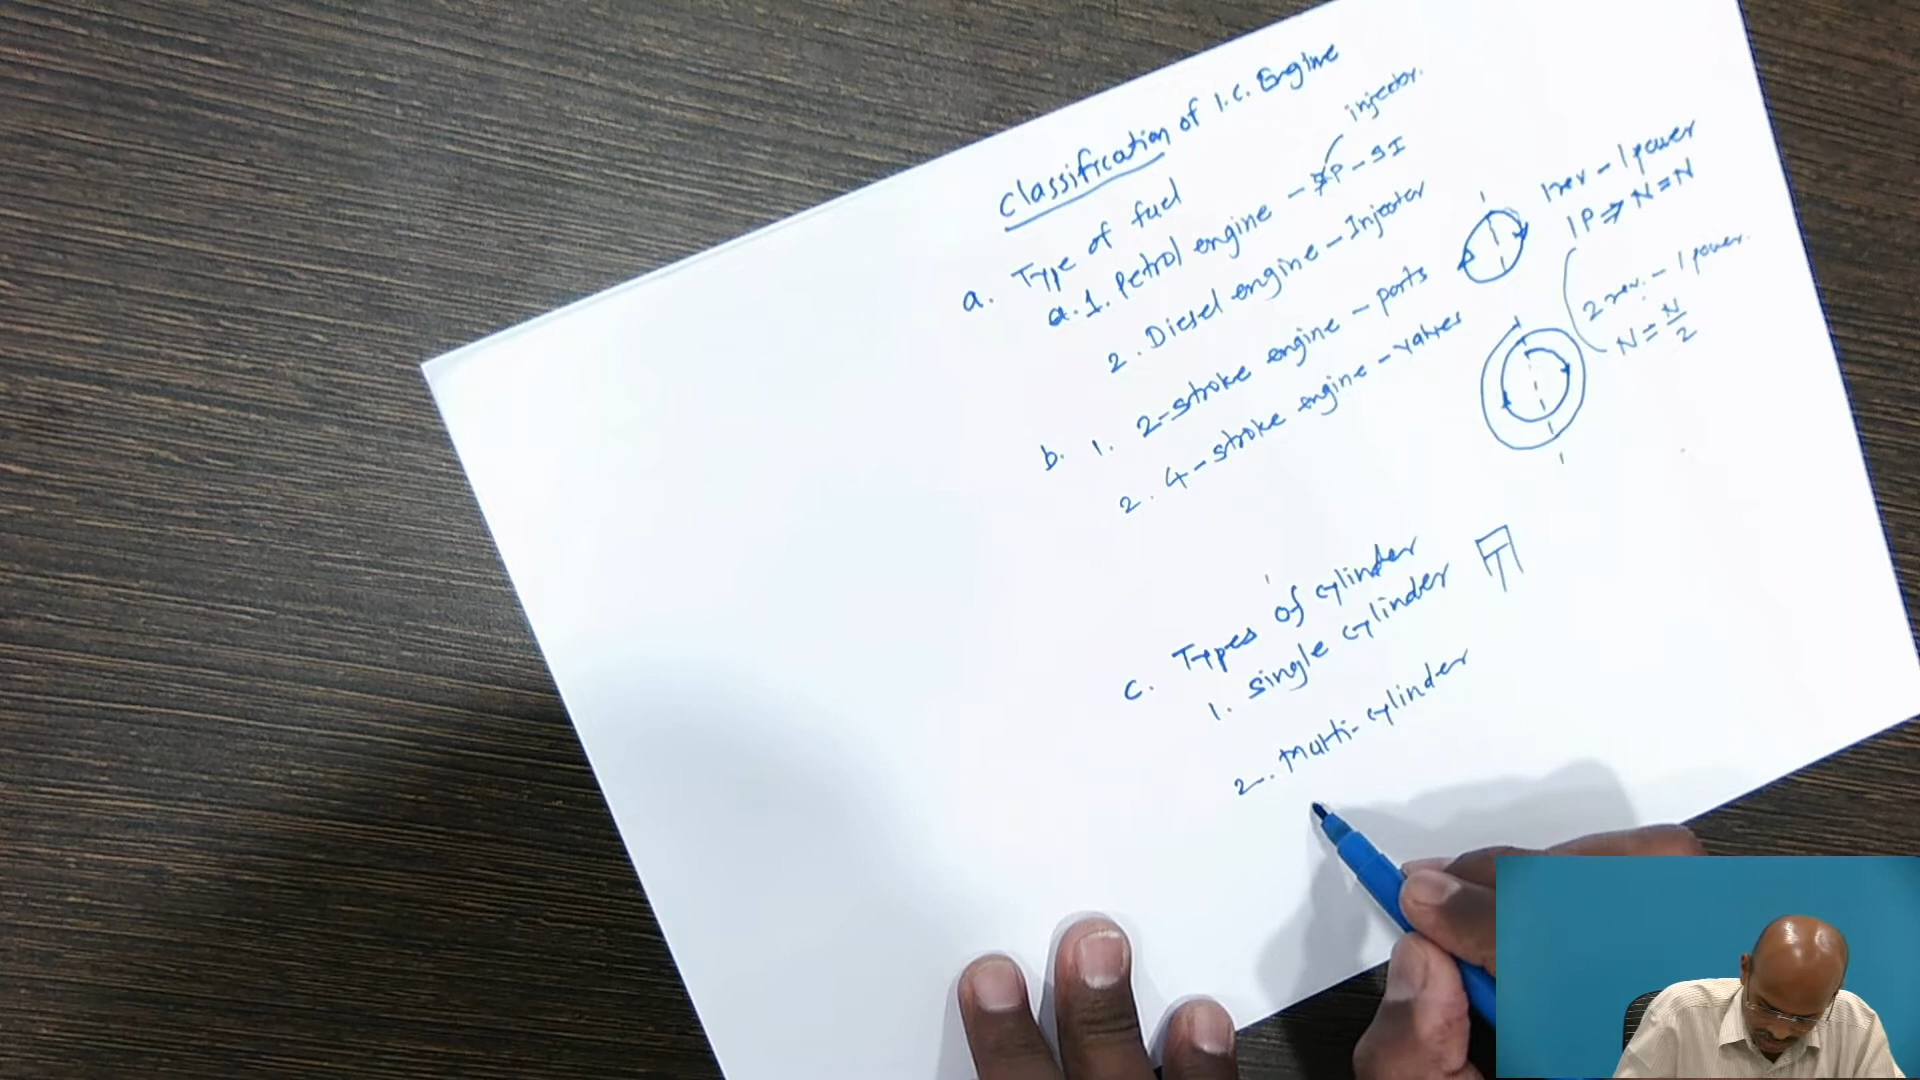 Classification of I.C. Engine
a. Type of fuel
injector.
a.1. Petrol engine - SP - SI
2. Diesel engine - Injector
b. 1. 2-stroke engine - ports
1 rev - 1 power
1P ⇒ N = N
2. 4-stroke engine - valves
2 rev. - 1 power.
N = N/2
c. Types of cylinder
1. single cylinder
2. Multi-cylinder